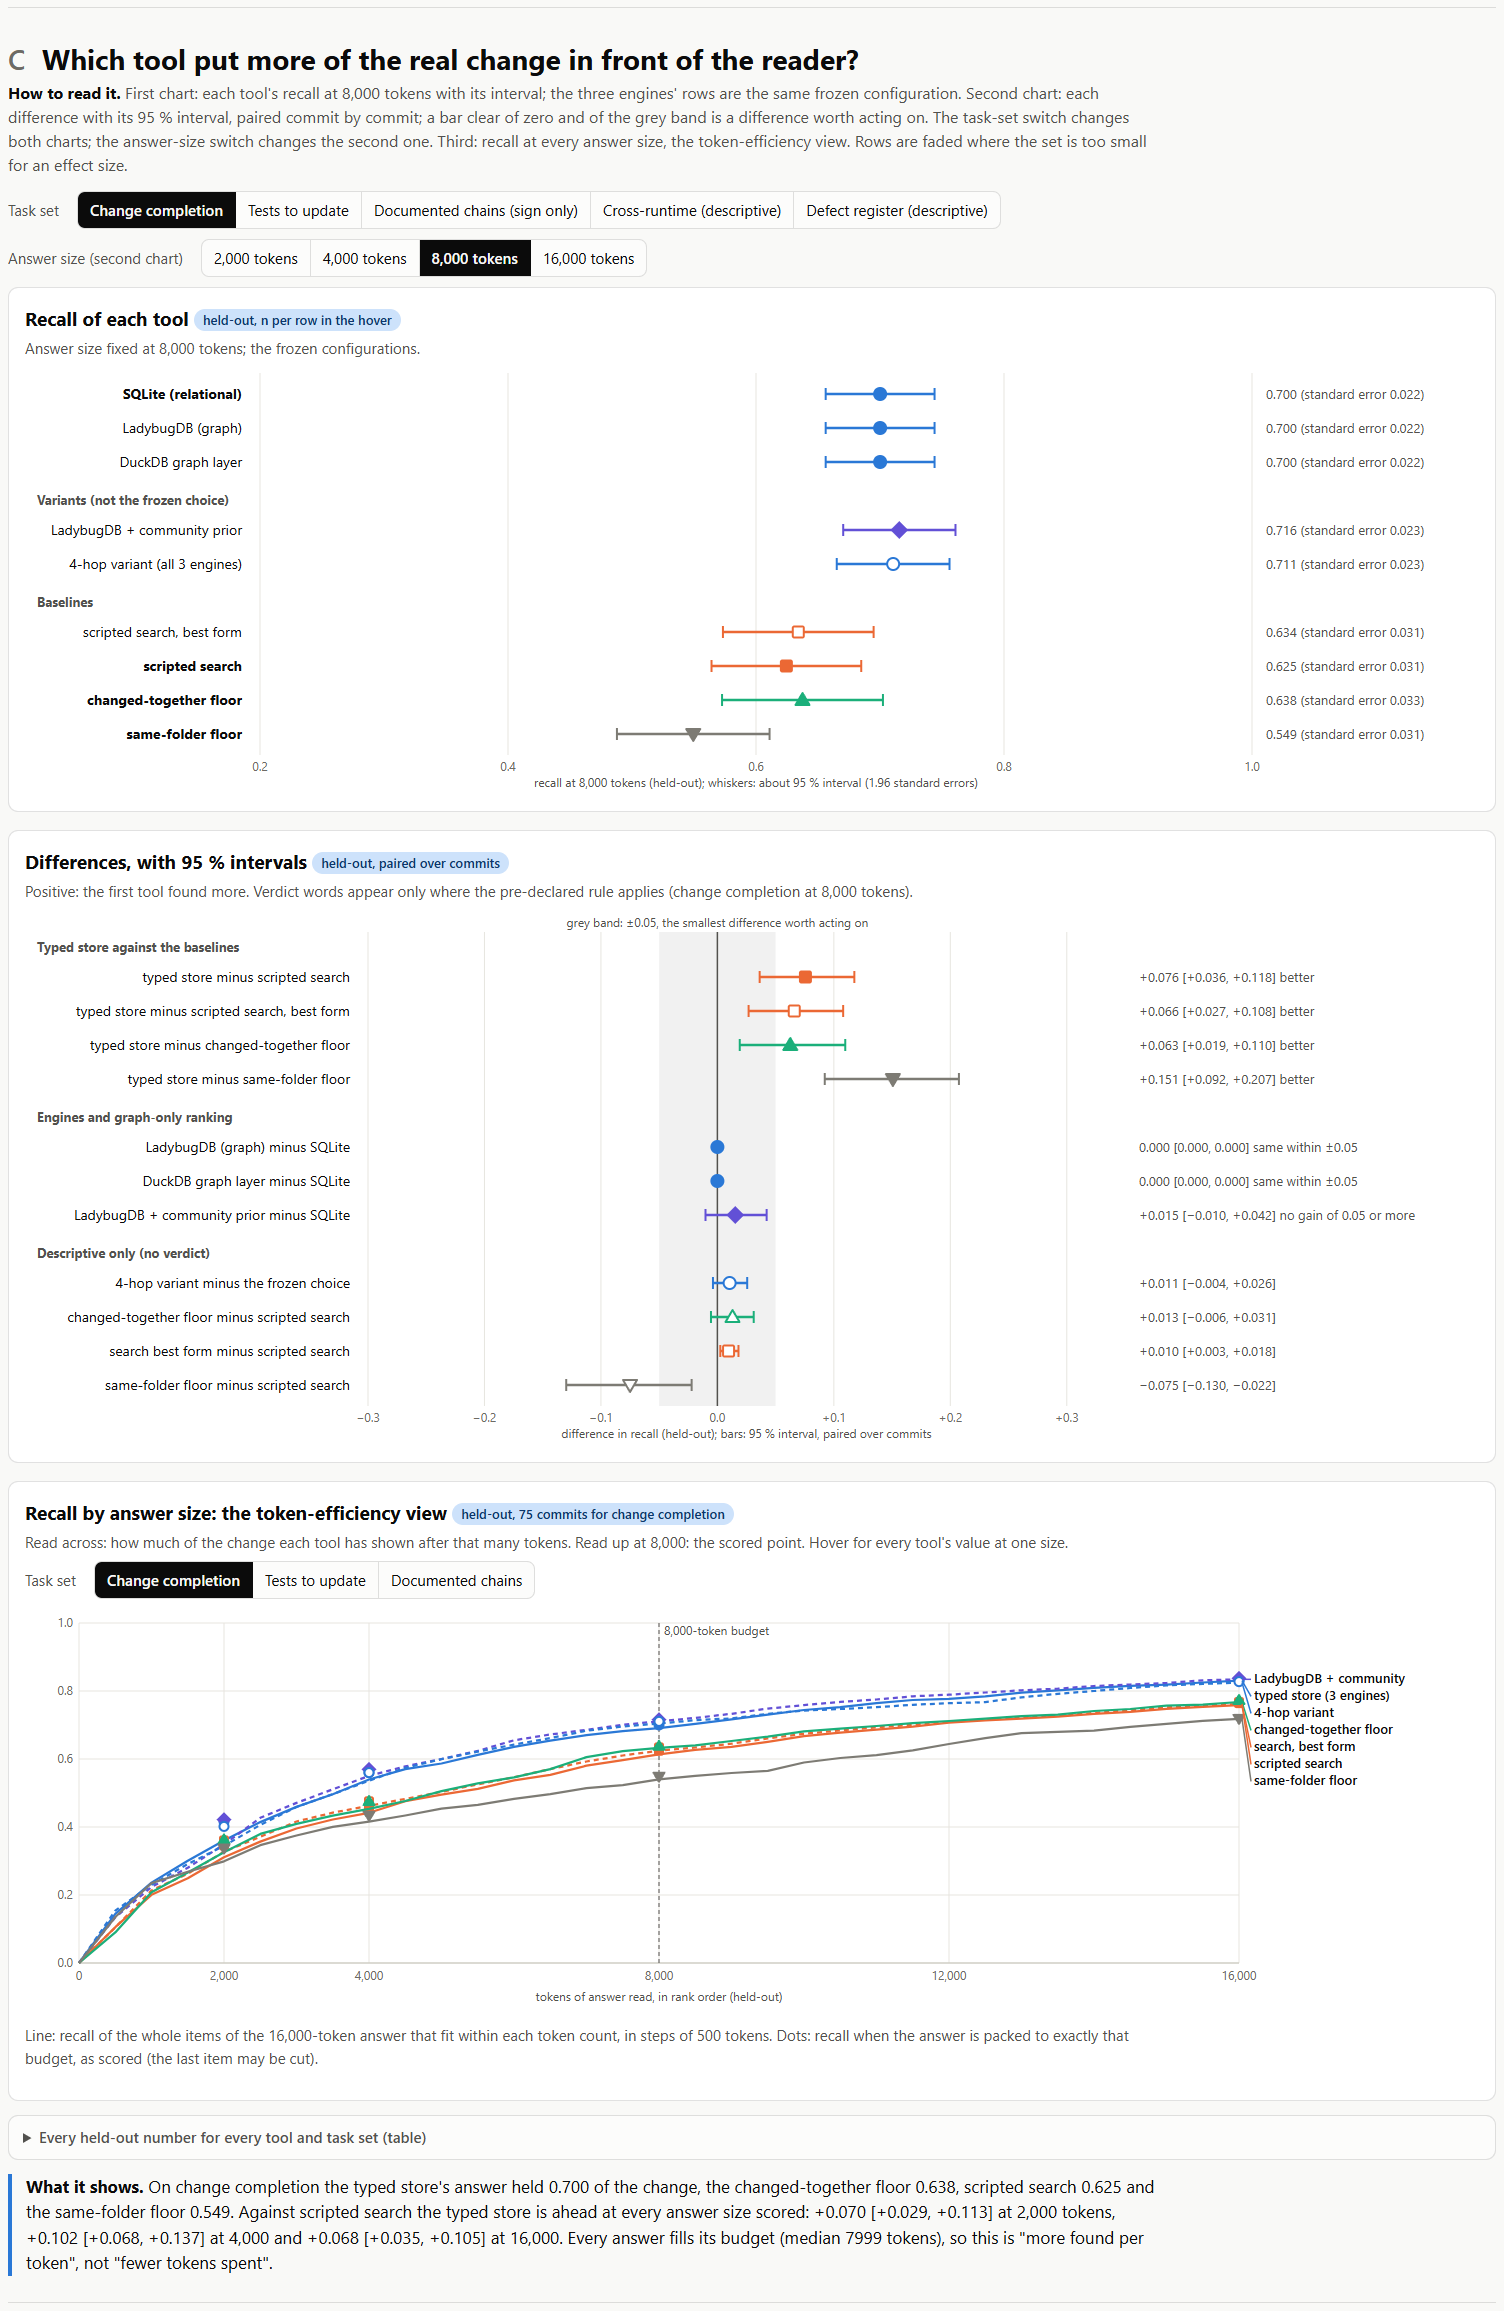 C Which tool put more of the real change in front of the reader?
How to read it. First chart: each tool's recall at 8,000 tokens with its interval; the three engines' rows are the same frozen configuration. Second chart: each
difference with its 95 % interval, paired commit by commit; a bar clear of zero and of the grey band is a difference worth acting on. The task-set switch changes
both charts; the answer-size switch changes the second one. Third: recall at every answer size, the token-efficiency view. Rows are faded where the set is too small
for an effect size.
Task set Change completion Tests to update Documented chains (sign only) Cross-runtime (descriptive) Defect register (descriptive)
Answer size (second chart) 2,000 tokens 4,000 tokens 8,000 tokens 16,000 tokens
Recall of each tool held-out, n per row in the hover
Answer size fixed at 8,000 tokens; the frozen configurations.
SQLite (relational) 0.700 (standard error 0.022)
LadybugDB (graph) 0.700 (standard error 0.022)
DuckDB graph layer 0.700 (standard error 0.022)
Variants (not the frozen choice)
LadybugDB + community prior 0.716 (standard error 0.023)
4-hop variant (all 3 engines) 0.711 (standard error 0.023)
Baselines
scripted search, best form 0.634 (standard error 0.031)
scripted search 0.625 (standard error 0.031)
changed-together floor 0.638 (standard error 0.033)
same-folder floor 0.549 (standard error 0.031)
0.2 0.4 0.6 0.8 1.0
recall at 8,000 tokens (held-out); whiskers: about 95 % interval (1.96 standard errors)
Differences, with 95 % intervals held-out, paired over commits
Positive: the first tool found more. Verdict words appear only where the pre-declared rule applies (change completion at 8,000 tokens).
grey band: ±0.05, the smallest difference worth acting on
Typed store against the baselines
typed store minus scripted search +0.076 [+0.036, +0.118] better
typed store minus scripted search, best form +0.066 [+0.027, +0.108] better
typed store minus changed-together floor +0.063 [+0.019, +0.110] better
typed store minus same-folder floor +0.151 [+0.092, +0.207] better
Engines and graph-only ranking
LadybugDB (graph) minus SQLite 0.000 [0.000, 0.000] same within ±0.05
DuckDB graph layer minus SQLite 0.000 [0.000, 0.000] same within ±0.05
LadybugDB + community prior minus SQLite +0.015 [−0.010, +0.042] no gain of 0.05 or more
Descriptive only (no verdict)
4-hop variant minus the frozen choice +0.011 [−0.004, +0.026]
changed-together floor minus scripted search +0.013 [−0.006, +0.031]
search best form minus scripted search +0.010 [+0.003, +0.018]
same-folder floor minus scripted search −0.075 [−0.130, −0.022]
−0.3 −0.2 −0.1 0.0 +0.1 +0.2 +0.3
difference in recall (held-out); bars: 95 % interval, paired over commits
Recall by answer size: the token-efficiency view held-out, 75 commits for change completion
Read across: how much of the change each tool has shown after that many tokens. Read up at 8,000: the scored point. Hover for every tool's value at one size.
Task set Change completion Tests to update Documented chains
1.0
8,000-token budget
LadybugDB + community
0.8
typed store (3 engines)
4-hop variant
changed-together floor
search, best form
0.6
scripted search
same-folder floor
0.4
0.2
0.0
0 2,000 4,000 8,000 12,000 16,000
tokens of answer read, in rank order (held-out)
Line: recall of the whole items of the 16,000-token answer that fit within each token count, in steps of 500 tokens. Dots: recall when the answer is packed to exactly that
budget, as scored (the last item may be cut).
▶ Every held-out number for every tool and task set (table)
What it shows. On change completion the typed store's answer held 0.700 of the change, the changed-together floor 0.638, scripted search 0.625 and
the same-folder floor 0.549. Against scripted search the typed store is ahead at every answer size scored: +0.070 [+0.029, +0.113] at 2,000 tokens,
+0.102 [+0.068, +0.137] at 4,000 and +0.068 [+0.035, +0.105] at 16,000. Every answer fills its budget (median 7999 tokens), so this is "more found per
token", not "fewer tokens spent".